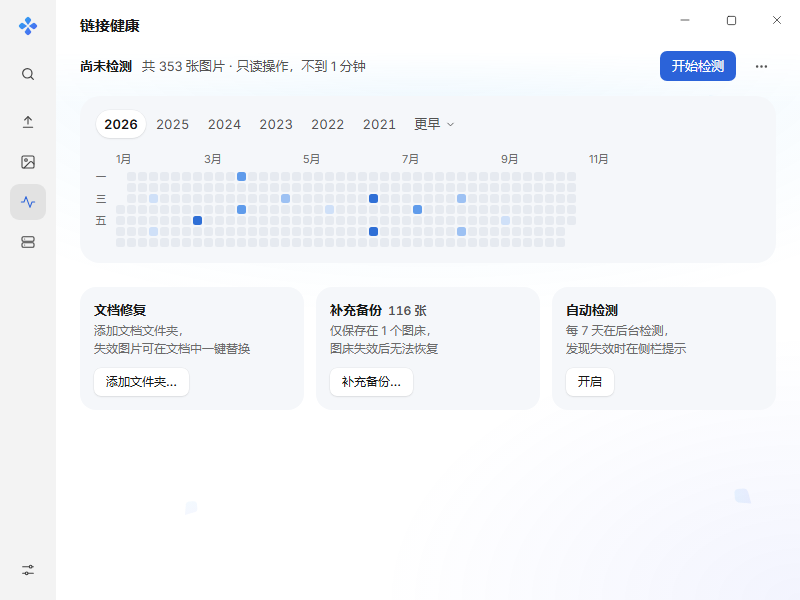 链接健康
尚未检测 共 353 张图片 · 只读操作，不到 1 分钟
开始检测
2026 2025 2024 2023 2022 2021 更早
1月 3月 5月 7月 9月 11月
一
三
五
文档修复
添加文档文件夹，
失效图片可在文档中一键替换
添加文件夹...
补充备份 116 张
仅保存在 1 个图床，
图床失效后无法恢复
补充备份...
自动检测
每 7 天在后台检测，
发现失效时在侧栏提示
开启